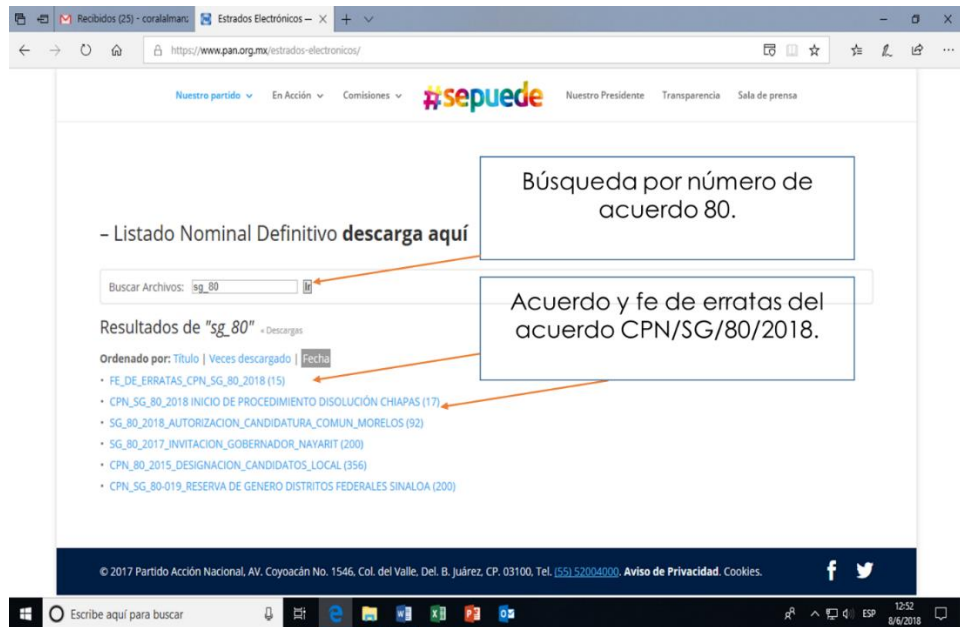 Recibidos (25) - coralalman:
Estrados Electrónicos —
https://www.pan.org.mx/estrados-electronicos/
Nuestro partido En Acción Comisiones #sepuede Nuestro Presidente Transparencia Sala de prensa
Búsqueda por número de
acuerdo 80.
– Listado Nominal Definitivo descarga aquí
Buscar Archivos: sg_80 Ir
Acuerdo y fe de erratas del
acuerdo CPN/SG/80/2018.
Resultados de "sg_80" « Descargas
Ordenado por: Título | Veces descargado | Fecha
• FE_DE_ERRATAS_CPN_SG_80_2018 (15)
• CPN_SG_80_2018 INICIO DE PROCEDIMIENTO DISOLUCIÓN CHIAPAS (17)
• SG_80_2018_AUTORIZACION_CANDIDATURA_COMUN_MORELOS (92)
• SG_80_2017_INVITACION_GOBERNADOR_NAYARIT (200)
• CPN_80_2015_DESIGNACION_CANDIDATOS_LOCAL (356)
• CPN_SG_80-019_RESERVA DE GENERO DISTRITOS FEDERALES SINALOA (200)
© 2017 Partido Acción Nacional, AV. Coyoacán No. 1546, Col. del Valle, Del. B. Juárez, CP. 03100, Tel. (55) 52004000. Aviso de Privacidad. Cookies.
Escribe aquí para buscar
ESP
12:52
8/6/2018